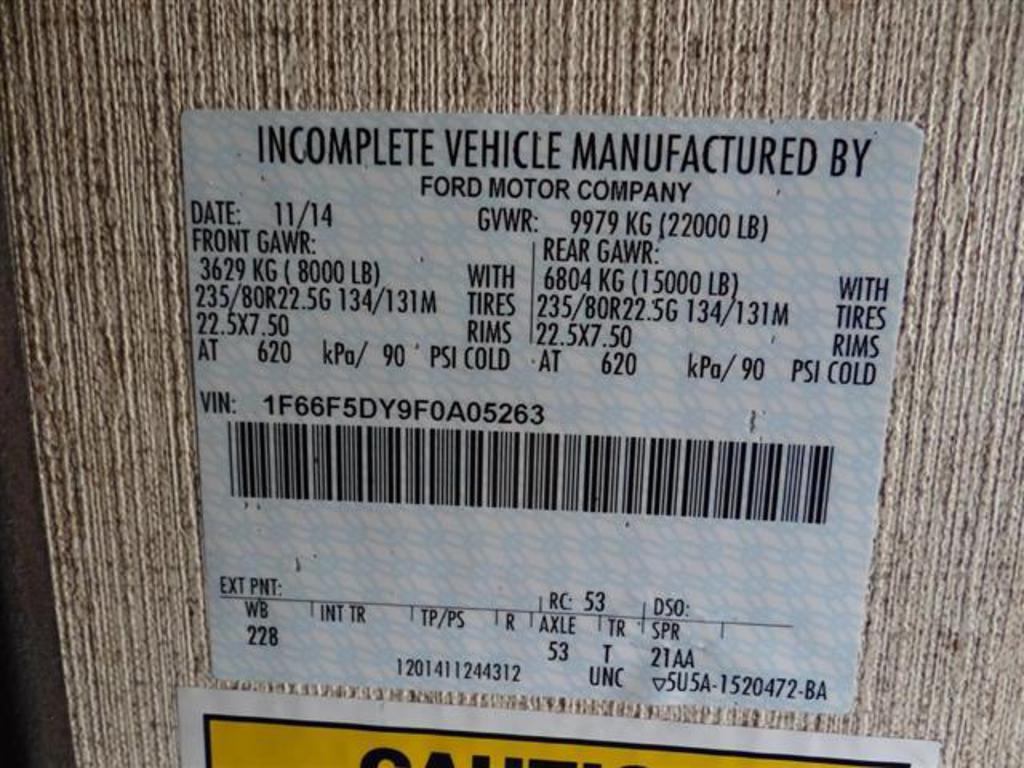 INCOMPLETE VEHICLE MANUFACTURED BY
FORD MOTOR COMPANY
DATE: 11/14 GVWR: 9979 KG (22000 LB)
FRONT GAWR: REAR GAWR:
3629 KG ( 8000 LB) WITH 6804 KG (15000 LB) WITH
235/80R22.5G 134/131M TIRES 235/80R22.5G 134/131M TIRES
22.5X7.50 RIMS 22.5X7.50 RIMS
AT 620 kPa/ 90 PSI COLD AT 620 kPa/ 90 PSI COLD
VIN: 1F66F5DY9F0A05263
EXT PNT: RC: 53 DSO:
WB INT TR TP/PS R AXLE TR SPR
228 53 T 21AA
1201411244312 UNC ▽5U5A-1520472-BA